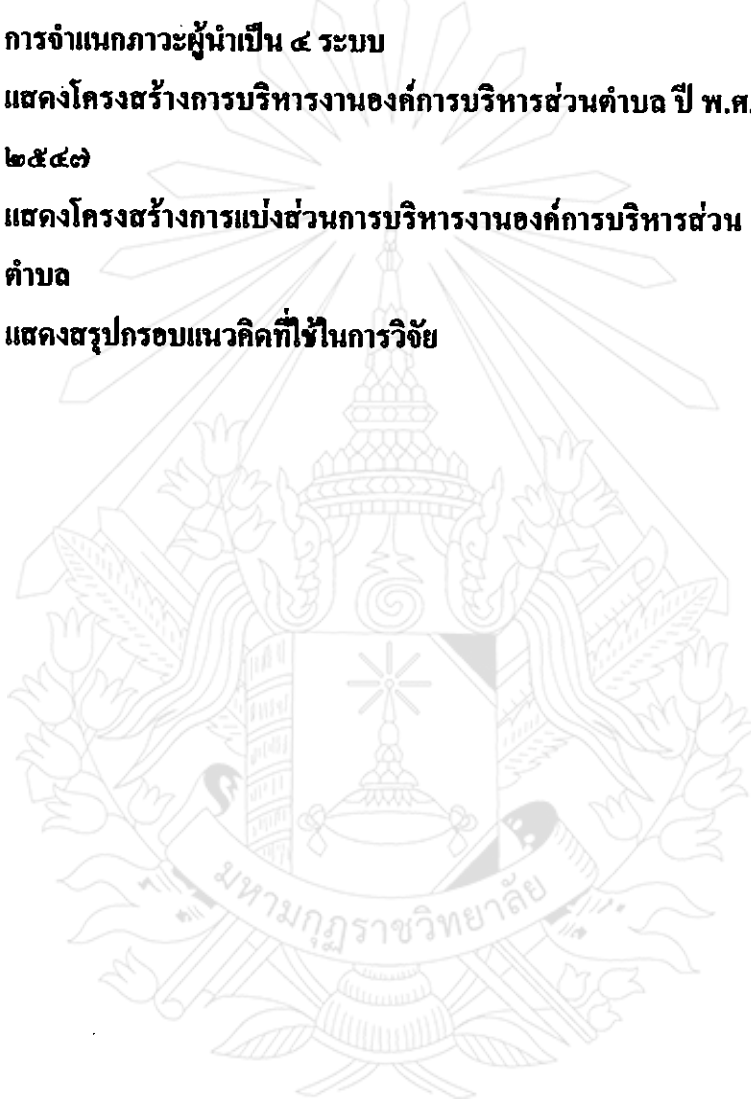 การจำแนกภาวะผู้นำเป็น ๔ ระบบ
แสดงโครงสร้างการบริหารงานองค์การบริหารส่วนตำบล ปี พ.ศ.
๒๕๔๗
แสดงโครงสร้างการแบ่งส่วนการบริหารงานองค์การบริหารส่วน
ตำบล
แสดงสรุปกรอบแนวคิดที่ใช้ในการวิจัย
มหามกุฏราชวิทยาลัย